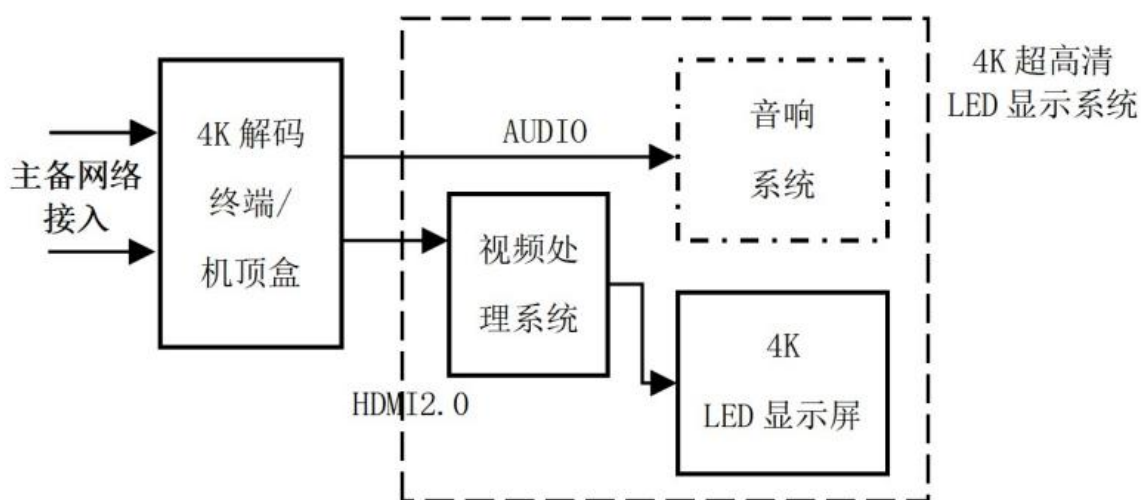 4K 超高清
LED 显示系统
主备网络
接入
4K 解码
终端/
机顶盒
AUDIO
音响
系统
视频处
理系统
HDMI2.0
4K
LED 显示屏